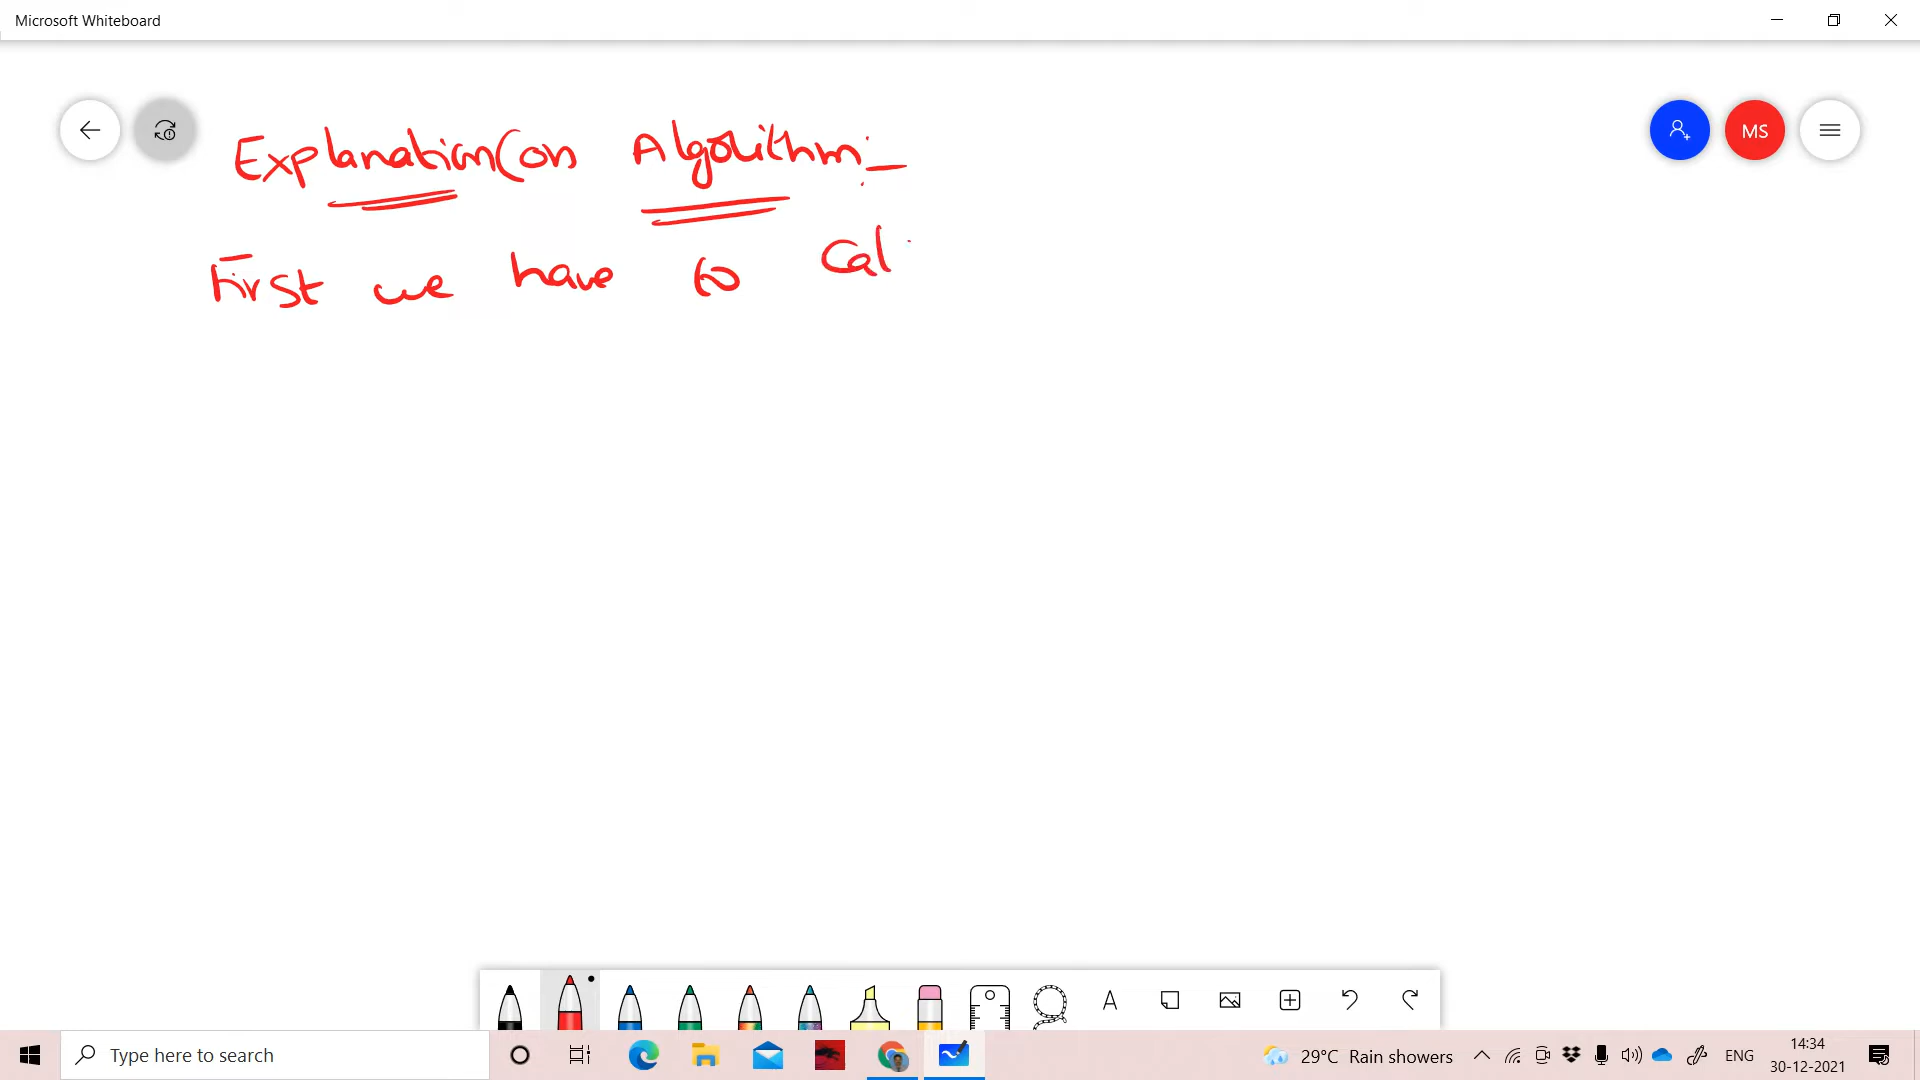 Microsoft Whiteboard
MS
Explanation(on Algorithm:-
First we have to Cal
A
Type here to search
29°C Rain showers
ENG
14:34
30-12-2021